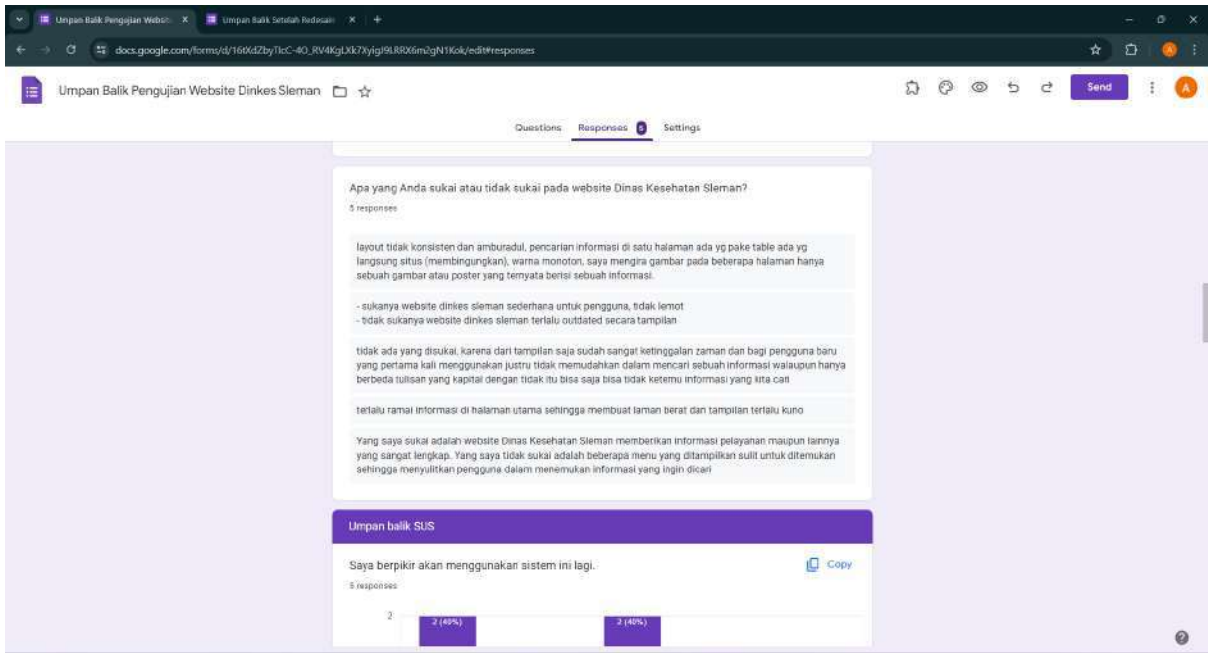 Umpan Balik Pengujian Websit
Umpan Balik Setelah Redesain
docs.google.com/forms/d/
/edit#responses
Umpan Balik Pengujian Website Dinkes Sleman
Send
A
Questions Responses 5 Settings
Apa yang Anda sukai atau tidak sukai pada website Dinas Kesehatan Sleman?
5 responses
layout tidak konsisten dan amburadul, pencarian informasi di satu halaman ada yg pake table ada yg
langsung situs (membingungkan), warna monoton, saya mengira gambar pada beberapa halaman hanya
sebuah gambar atau poster yang ternyata berisi sebuah informasi.
- sukanya website dinkes sleman sederhana untuk pengguna, tidak lemot
- tidak sukanya website dinkes sleman terlalu outdated secara tampilan
tidak ada yang disukai, karena dari tampilan saja sudah sangat ketinggalan zaman dan bagi pengguna baru
yang pertama kali menggunakan justru tidak memudahkan dalam mencari sebuah informasi walaupun hanya
berbeda tulisan yang kapital dengan tidak itu bisa saja bisa tidak ketemu informasi yang kita cari
terlalu ramai informasi di halaman utama sehingga membuat laman berat dan tampilan terlalu kuno
Yang saya sukai adalah website Dinas Kesehatan Sleman memberikan informasi pelayanan maupun lainnya
yang sangat lengkap. Yang saya tidak sukai adalah beberapa menu yang ditampilkan sulit untuk ditemukan
sehingga menyulitkan pengguna dalam menemukan informasi yang ingin dicari
Umpan balik SUS
Saya berpikir akan menggunakan sistem ini lagi.
Copy
5 responses
2
2 (40%)
2 (40%)